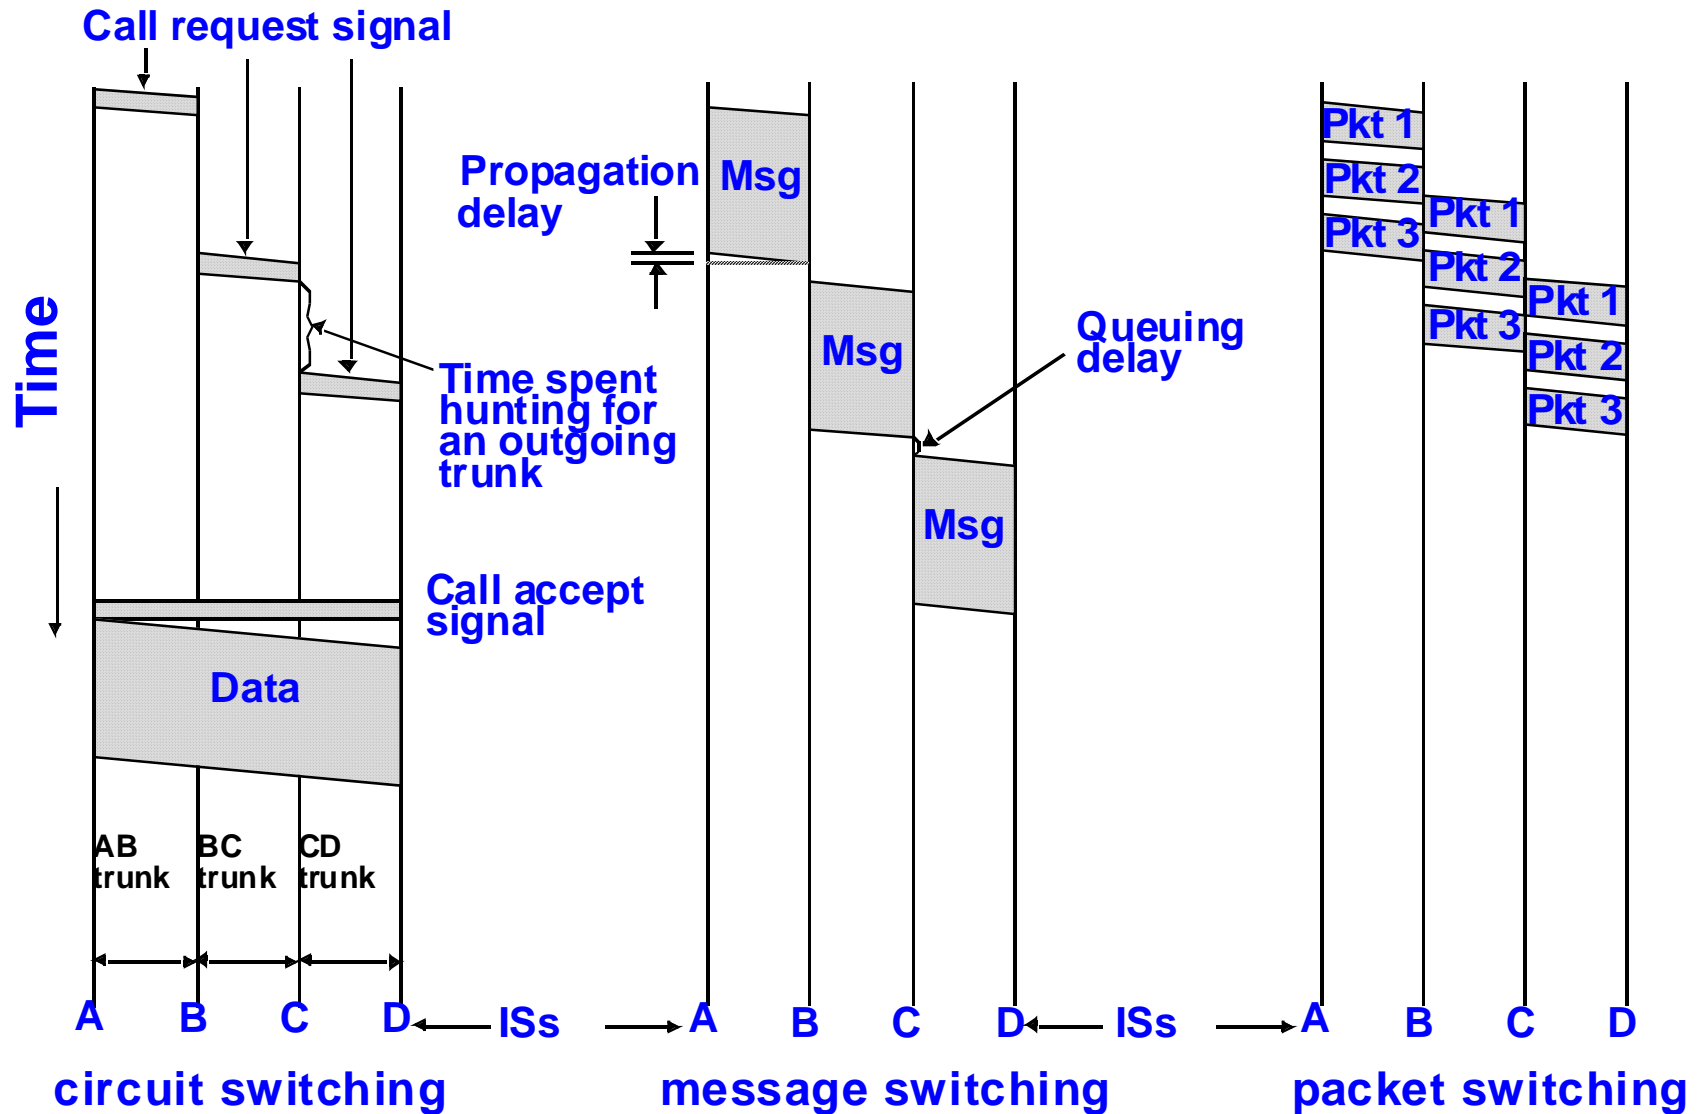 Call request signal
Time
Time spent
hunting for
an outgoing
trunk
Call accept
signal
Data
AB
trunk
BC
trunk
CD
trunk
A
B
C
D
circuit switching
ISs
Propagation
delay
Msg
Msg
Msg
Queuing
delay
A
B
C
D
message switching
ISs
Pkt 1
Pkt 2
Pkt 3
Pkt 1
Pkt 2
Pkt 3
Pkt 1
Pkt 2
Pkt 3
A
B
C
D
packet switching